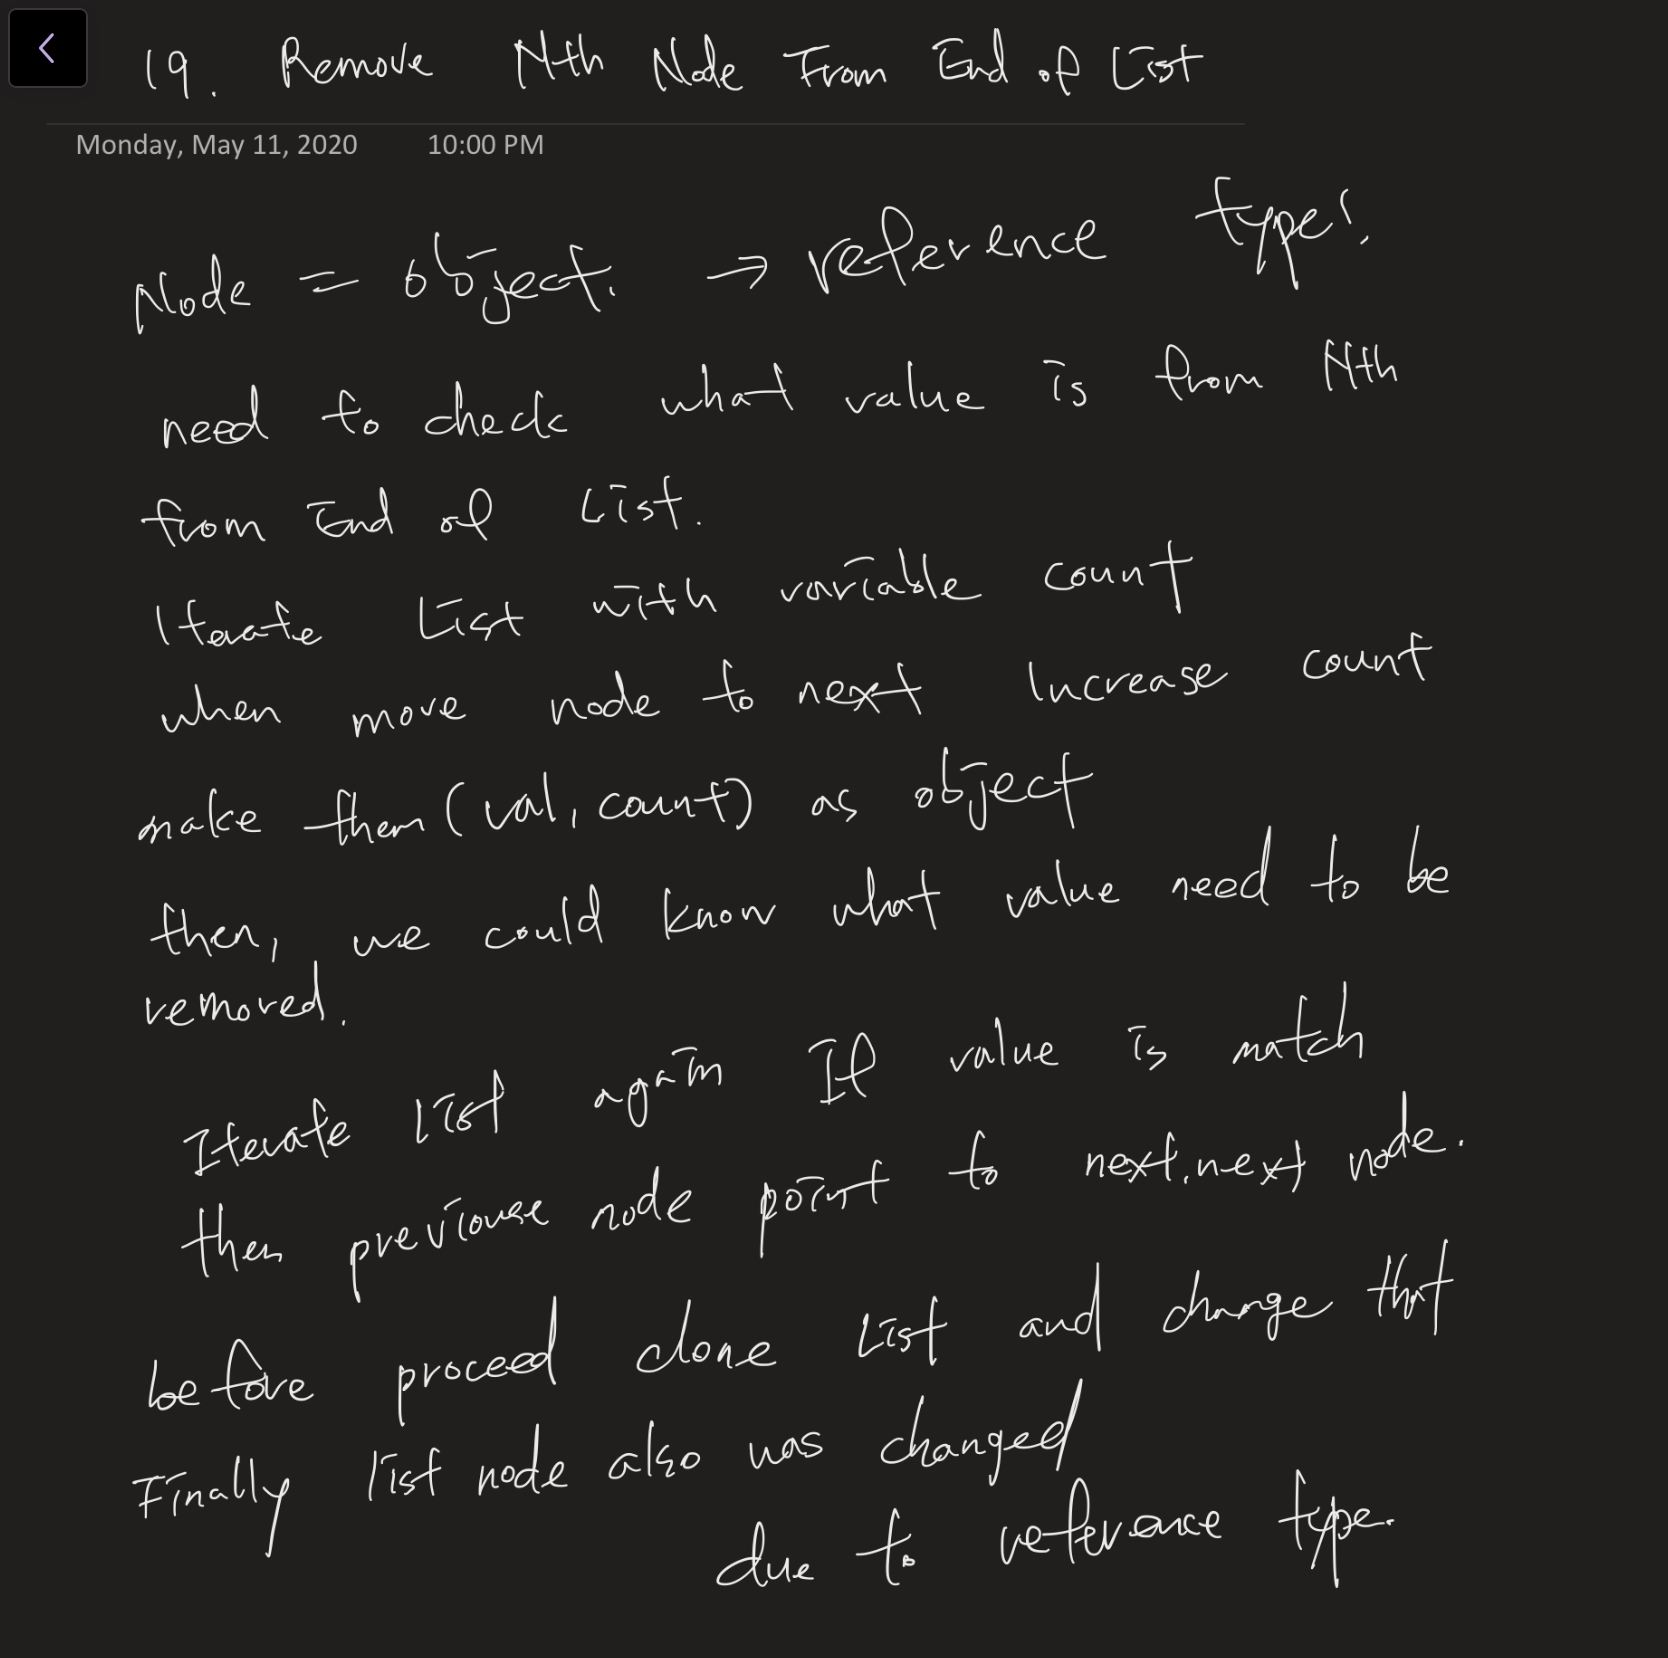 19. Remove Nth Node From End of List
Monday, May 11, 2020 10:00 PM
Node = object. → reference type!,
need to check what value is from Nth
from End of List.
Iterate List with variable count
when move node to next Increase count
make them (val, count) as object
then, we could know what value need to be
removed.
Iterate list again If value is match
then previouse node point to next.next node.
before proceed clone List and change that
Finally list node also was changed
due to reference type.